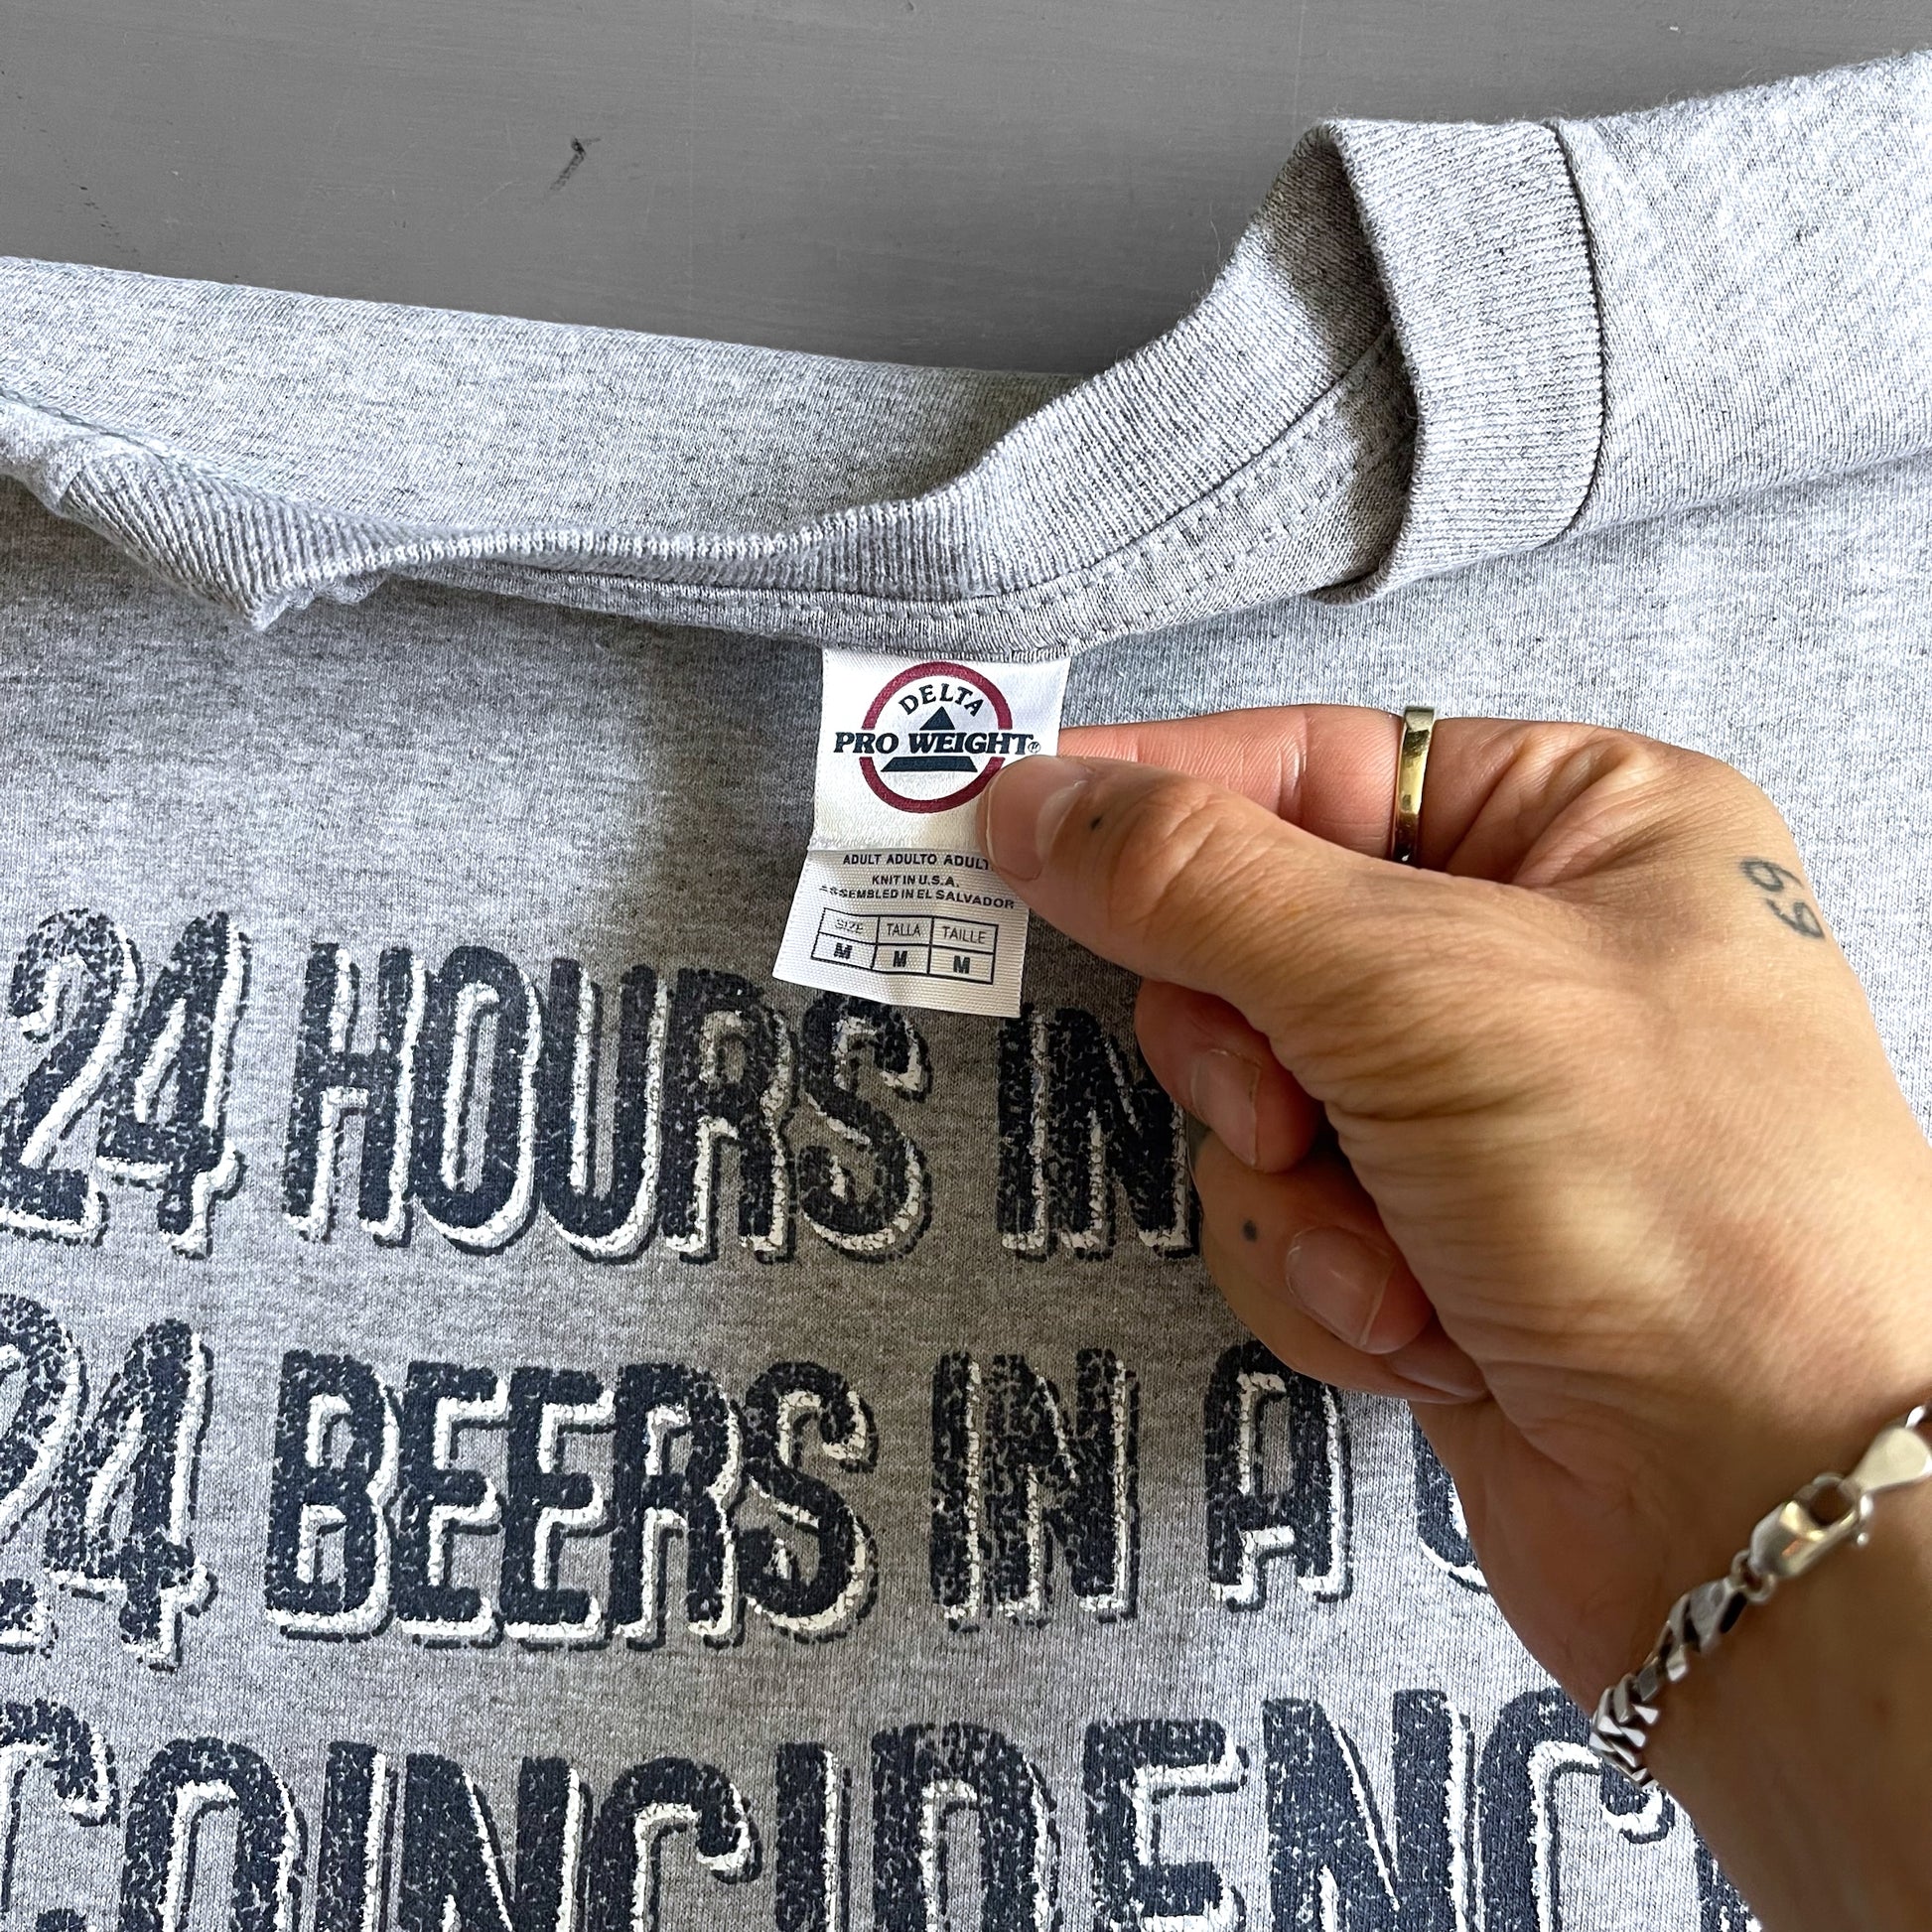 DELTA
PRO WEIGHT®
ADULT ADULTO ADULT
KNIT IN U.S.A.
ASSEMBLED IN EL SALVADOR
SIZE TALLA TAILLE
M M M
69
24 HOURS IN
24 BEERS IN A
COINCIDENC